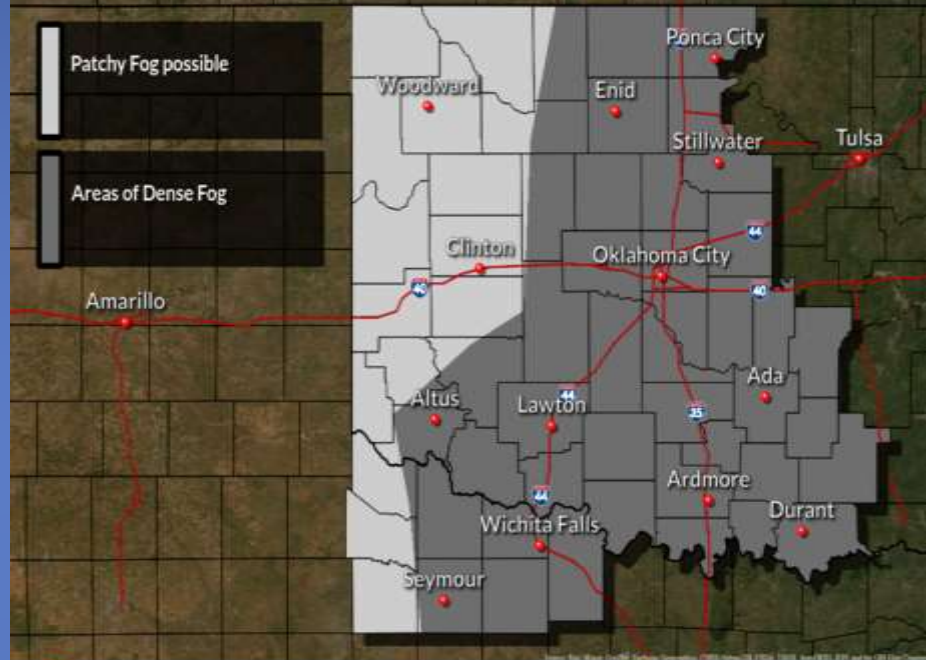 Patchy Fog possible
Areas of Dense Fog
Ponca City
Woodward
Enid
Stillwater
Tulsa
44
Clinton
Oklahoma City
40
40
Amarillo
Ada
Altus
44
Lawton
35
Ardmore
44
Durant
Wichita Falls
Seymour